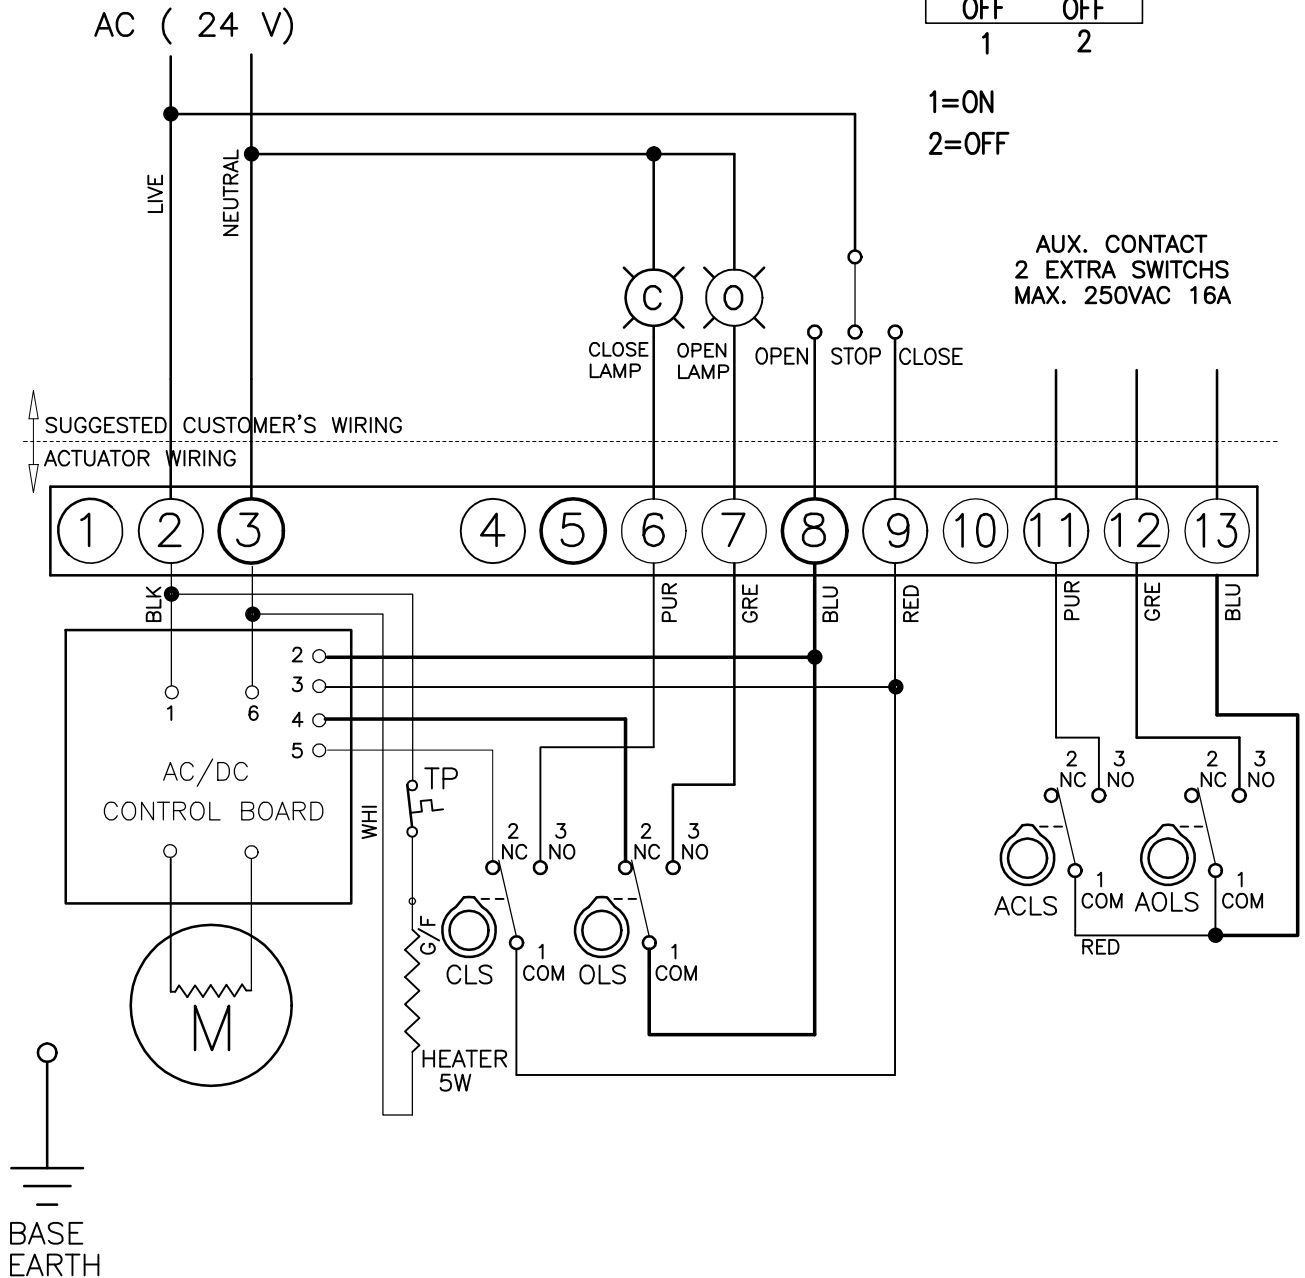 OFF OFF
AC ( 24 V)
1 2
1=ON
2=OFF
LIVE
NEUTRAL
AUX. CONTACT
2 EXTRA SWITCHS
MAX. 250VAC 16A
C O
CLOSE
LAMP
OPEN
LAMP
OPEN STOP CLOSE
SUGGESTED CUSTOMER'S WIRING
ACTUATOR WIRING
1 2 3 4 5 6 7 8 9 10 11 12 13
BLK
PUR
GRE
BLU
RED
PUR
GRE
BLU
2
3
1 6
4
5
AC/DC
CONTROL BOARD
TP
WHI
2
NC
3
NO
2
NC
3
NO
2
NC
3
NO
2
NC
3
NO
G/F
CLS
1
COM
OLS
1
COM
ACLS
1
COM
AOLS
1
COM
RED
M
HEATER
5W
BASE
EARTH